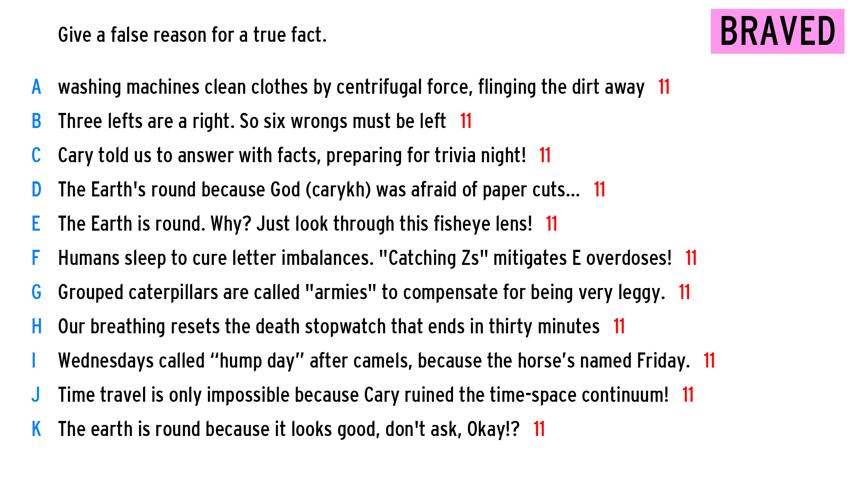 Give a false reason for a true fact.
BRAVED
A washing machines clean clothes by centrifugal force, flinging the dirt away 11
B Three lefts are a right. So six wrongs must be left 11
C Cary told us to answer with facts, preparing for trivia night! 11
D The Earth's round because God (carykh) was afraid of paper cuts... 11
E The Earth is round. Why? Just look through this fisheye lens! 11
F Humans sleep to cure letter imbalances. "Catching Zs" mitigates E overdoses! 11
G Grouped caterpillars are called "armies" to compensate for being very leggy. 11
H Our breathing resets the death stopwatch that ends in thirty minutes 11
I Wednesdays called “hump day” after camels, because the horse’s named Friday. 11
J Time travel is only impossible because Cary ruined the time-space continuum! 11
K The earth is round because it looks good, don't ask, Okay!? 11